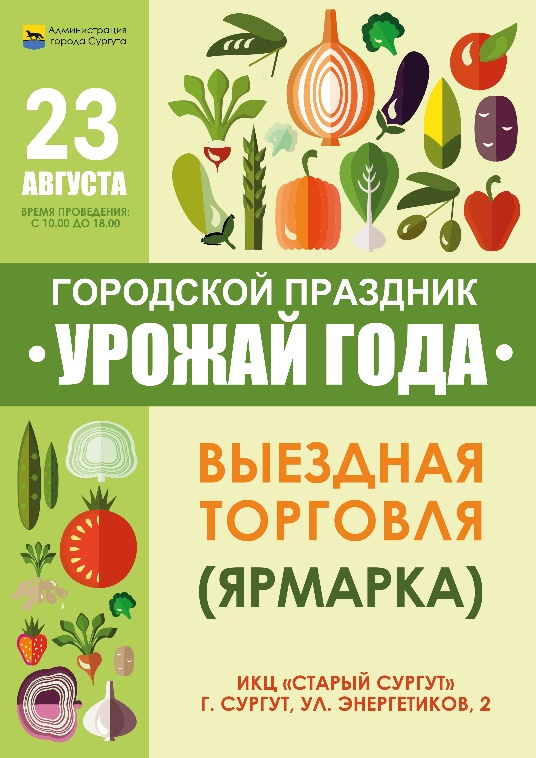 Администрация
города Сургута
23
АВГУСТА
ВРЕМЯ ПРОВЕДЕНИЯ:
С 10.00 ДО 18.00
ГОРОДСКОЙ ПРАЗДНИК
• УРОЖАЙ ГОДА •
ВЫЕЗДНАЯ
ТОРГОВЛЯ
(ЯРМАРКА)
ИКЦ «СТАРЫЙ СУРГУТ»
Г. СУРГУТ, УЛ. ЭНЕРГЕТИКОВ, 2